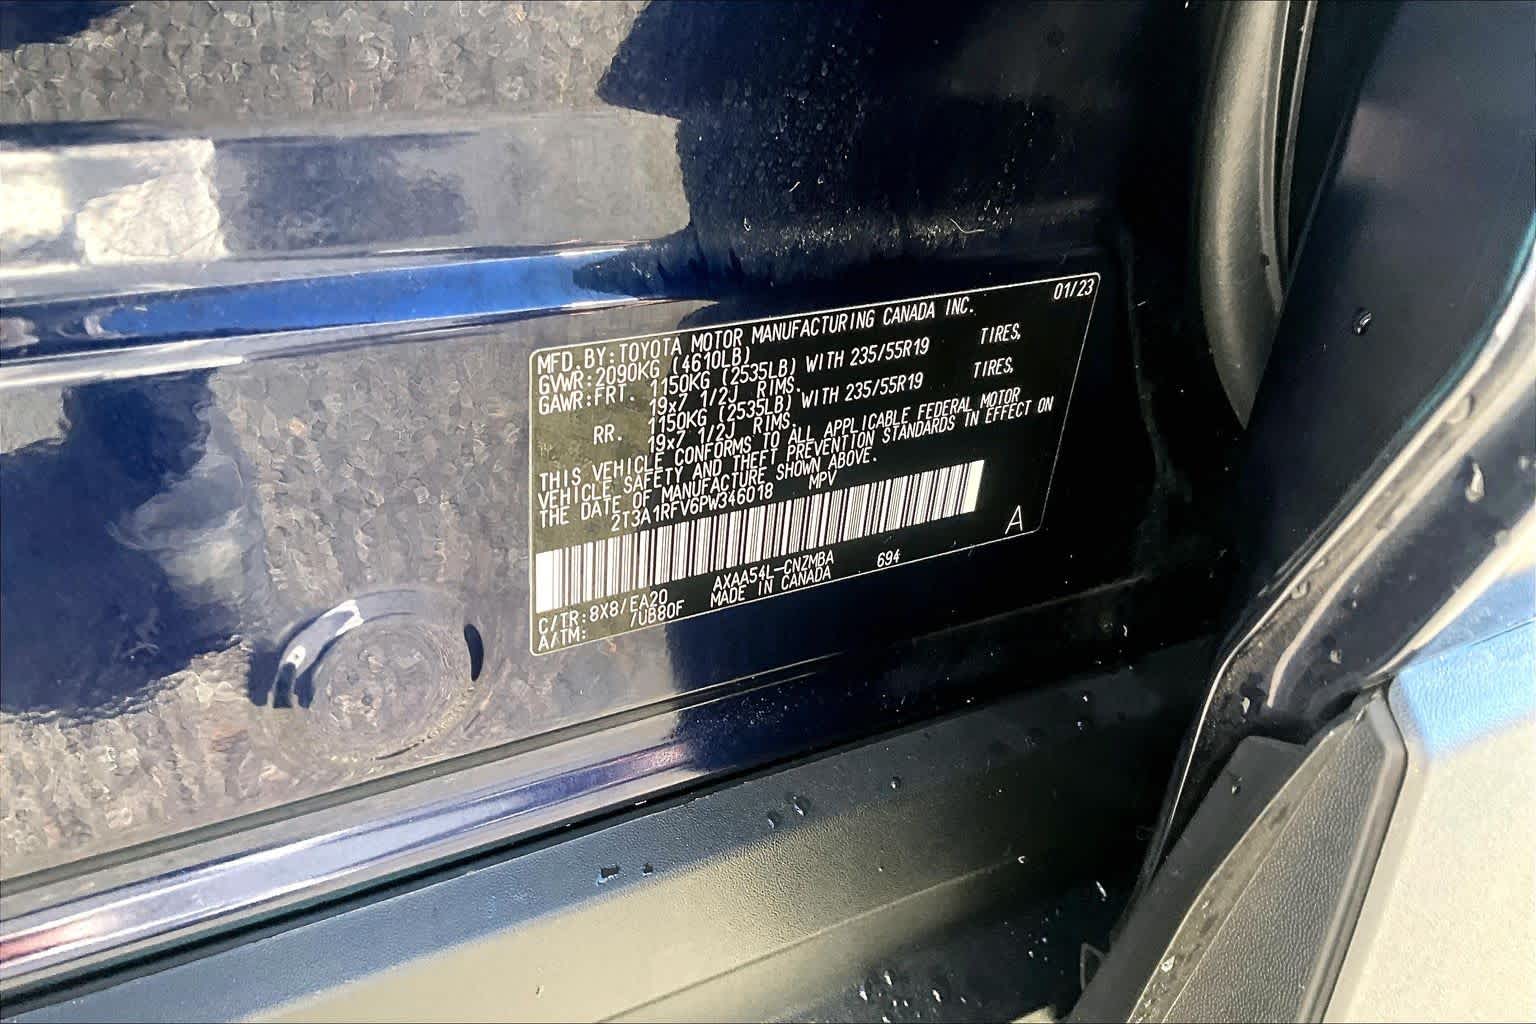 01/23
MFD. BY: TOYOTA MOTOR MANUFACTURING CANADA INC.
GVWR: 2090KG (4610LB)
GAWR: FRT. 1150KG (2535LB) WITH 235/55R19 TIRES,
19x7 1/2J RIMS.
RR. 1150KG (2535LB) WITH 235/55R19 TIRES,
19x7 1/2J RIMS.
THIS VEHICLE CONFORMS TO ALL APPLICABLE FEDERAL MOTOR
VEHICLE SAFETY AND THEFT PREVENTION STANDARDS IN EFFECT ON
THE DATE OF MANUFACTURE SHOWN ABOVE.
2T3A1RFV6PW346018 MPV
A
C/TR: 8X8/EA20 AXAA54L-CNZMBA 694
A/TM: /UB80F MADE IN CANADA